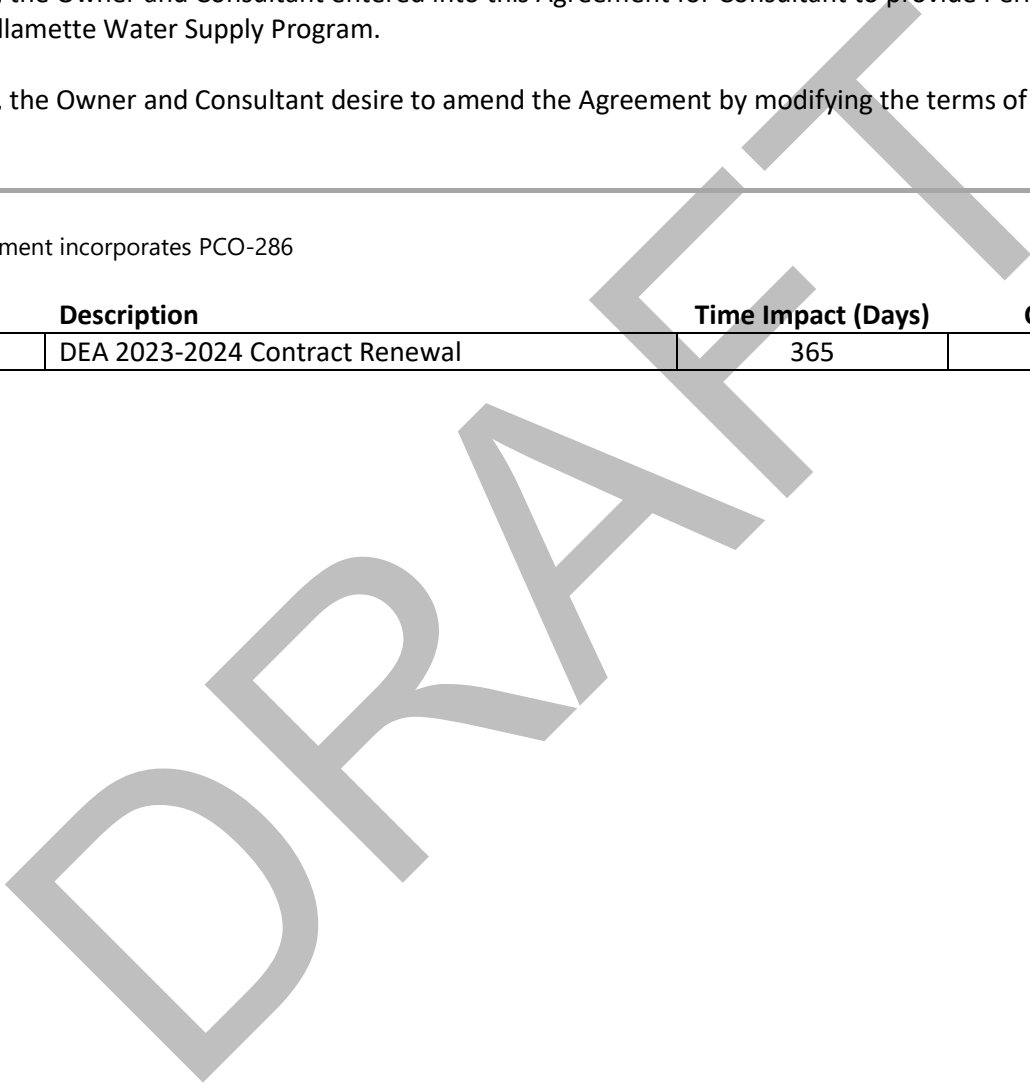 , the Owner and Consultant entered into this Agreement for Consultant to provide
llamette Water Supply Program.
, the Owner and Consultant desire to amend the Agreement by modifying the terms of
ment incorporates PCO-286
Description Time Impact (Days)
DEA 2023-2024 Contract Renewal 365
DRAFT